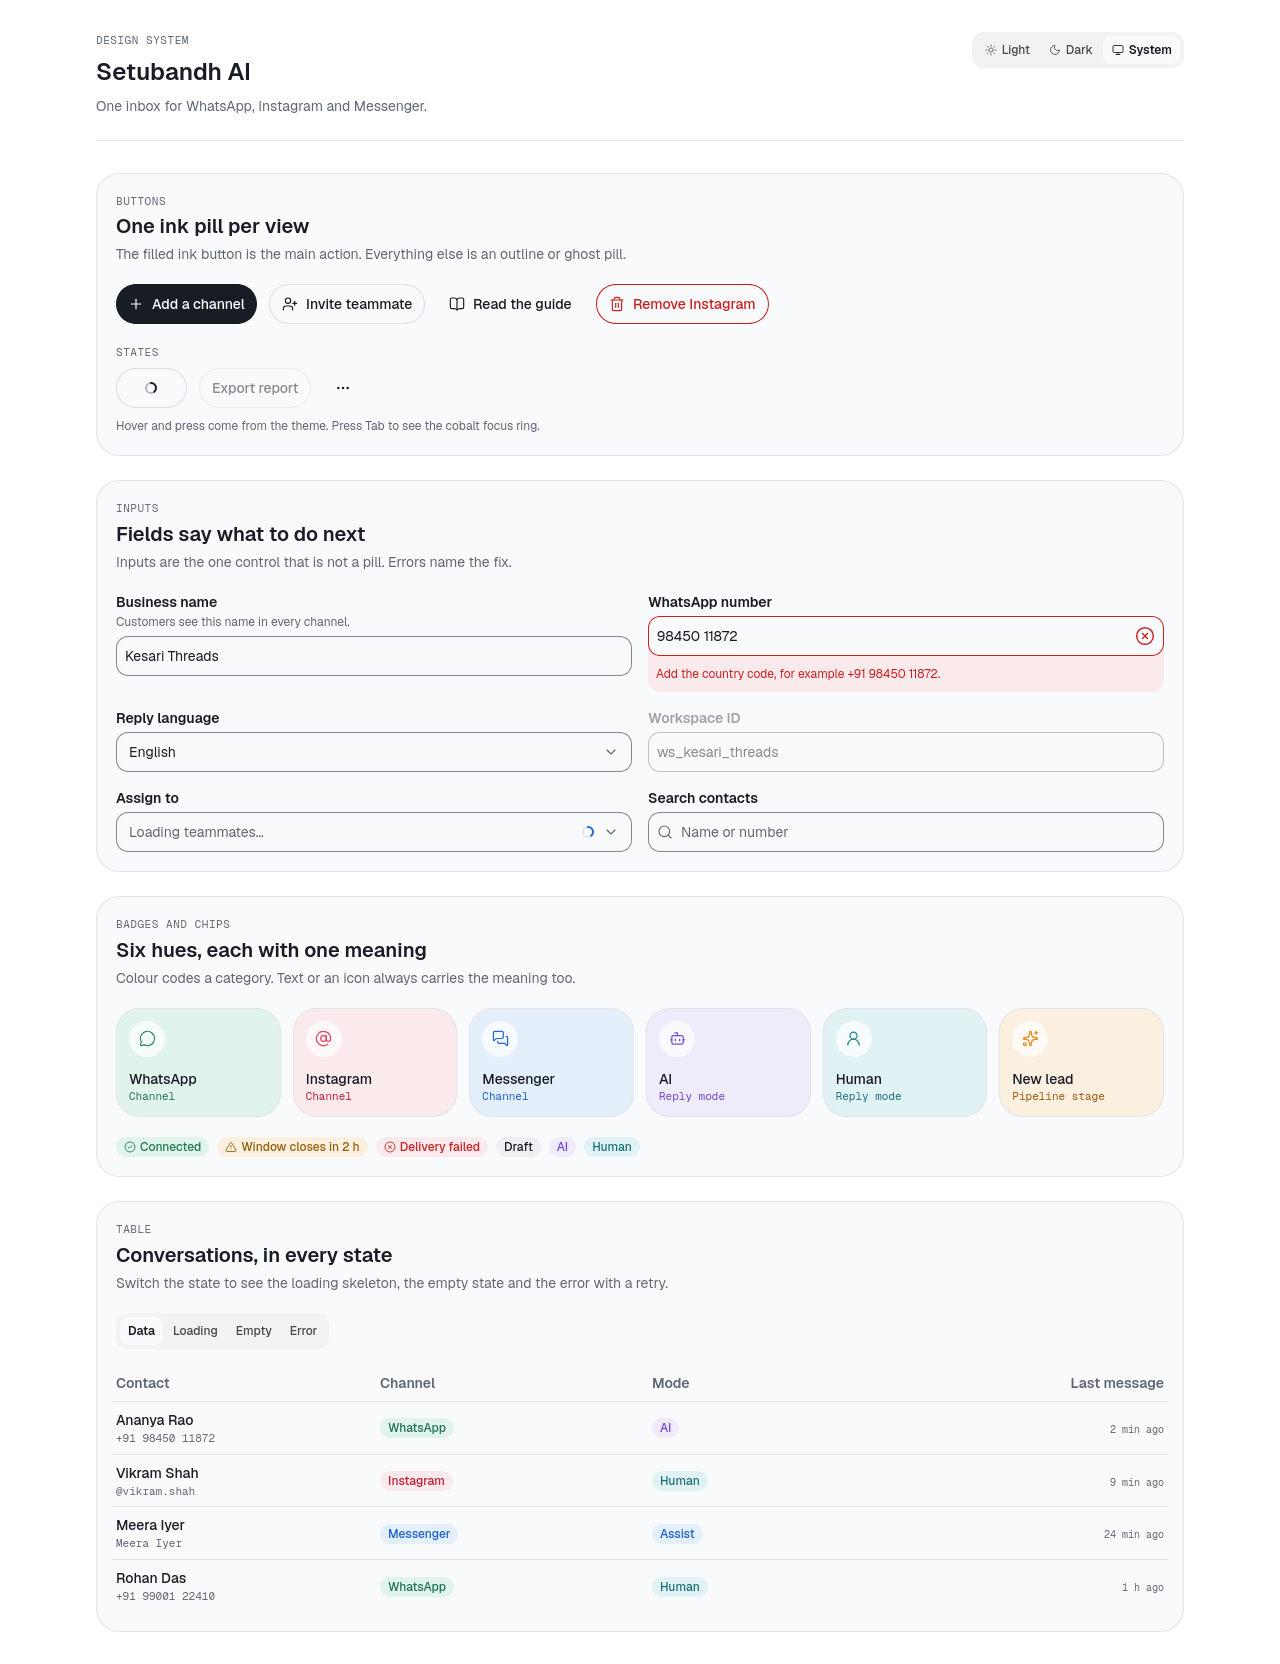 DESIGN SYSTEM
Setubandh AI
One inbox for WhatsApp, Instagram and Messenger.
Light
Dark
System
BUTTONS
One ink pill per view
The filled ink button is the main action. Everything else is an outline or ghost pill.
Add a channel
Invite teammate
Read the guide
Remove Instagram
STATES
Export report
Hover and press come from the theme. Press Tab to see the cobalt focus ring.
INPUTS
Fields say what to do next
Inputs are the one control that is not a pill. Errors name the fix.
Business name
Customers see this name in every channel.
Kesari Threads
WhatsApp number
98450 11872
Add the country code, for example +91 98450 11872.
Reply language
English
Workspace ID
ws_kesari_threads
Assign to
Loading teammates…
Search contacts
Name or number
BADGES AND CHIPS
Six hues, each with one meaning
Colour codes a category. Text or an icon always carries the meaning too.
WhatsApp
Channel
Instagram
Channel
Messenger
Channel
AI
Reply mode
Human
Reply mode
New lead
Pipeline stage
Connected
Window closes in 2 h
Delivery failed
Draft
AI
Human
TABLE
Conversations, in every state
Switch the state to see the loading skeleton, the empty state and the error with a retry.
Data
Loading
Empty
Error
Contact Channel Mode Last message
Ananya Rao
+91 98450 11872
WhatsApp
AI
2 min ago
Vikram Shah
@vikram.shah
Instagram
Human
9 min ago
Meera Iyer
Meera Iyer
Messenger
Assist
24 min ago
Rohan Das
+91 99001 22410
WhatsApp
Human
1 h ago